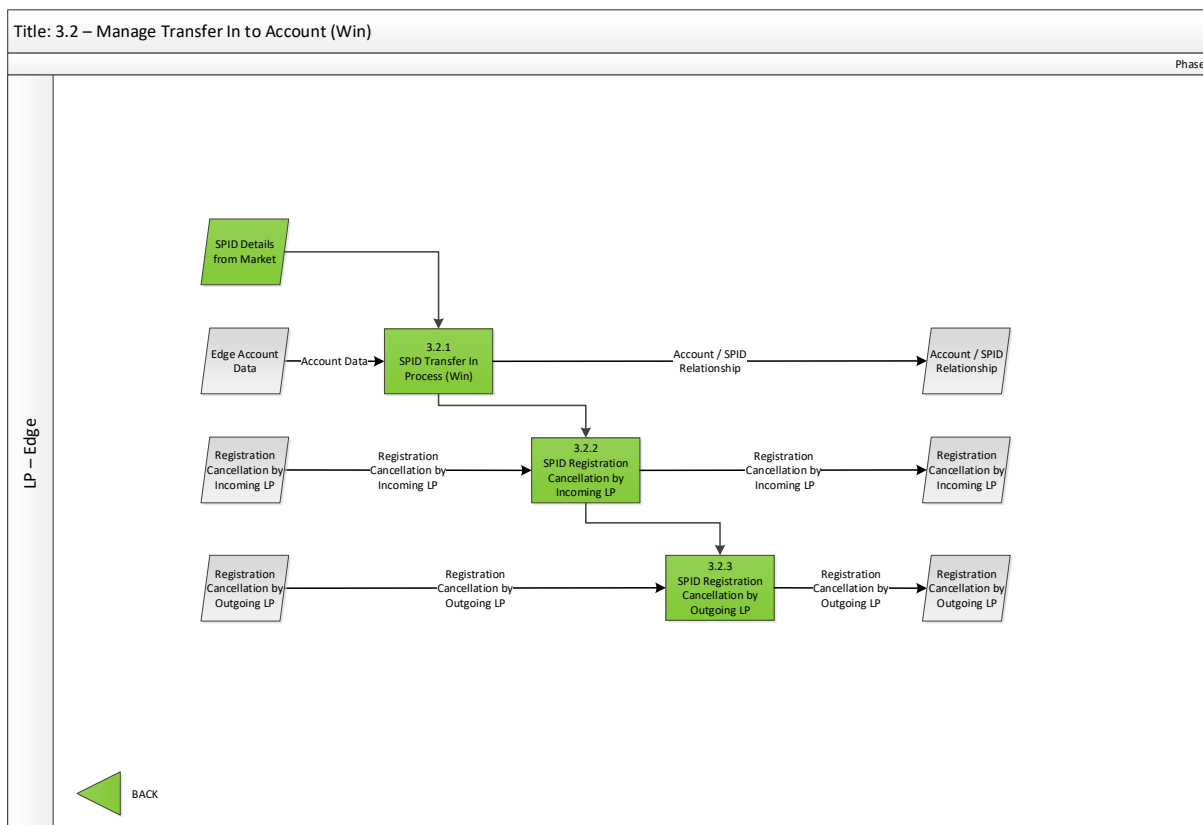 Title: 3.2 – Manage Transfer In to Account (Win)
Phase
LP – Edge
SPID Details
from Market
Edge Account
Data
Account Data
3.2.1
SPID Transfer In
Process (Win)
Account / SPID
Relationship
Account / SPID
Relationship
Registration
Cancellation by
Incoming LP
Registration
Cancellation by
Incoming LP
3.2.2
SPID Registration
Cancellation by
Incoming LP
Registration
Cancellation by
Incoming LP
Registration
Cancellation by
Incoming LP
Registration
Cancellation by
Outgoing LP
Registration
Cancellation by
Outgoing LP
3.2.3
SPID Registration
Cancellation by
Outgoing LP
Registration
Cancellation by
Outgoing LP
Registration
Cancellation by
Outgoing LP
BACK